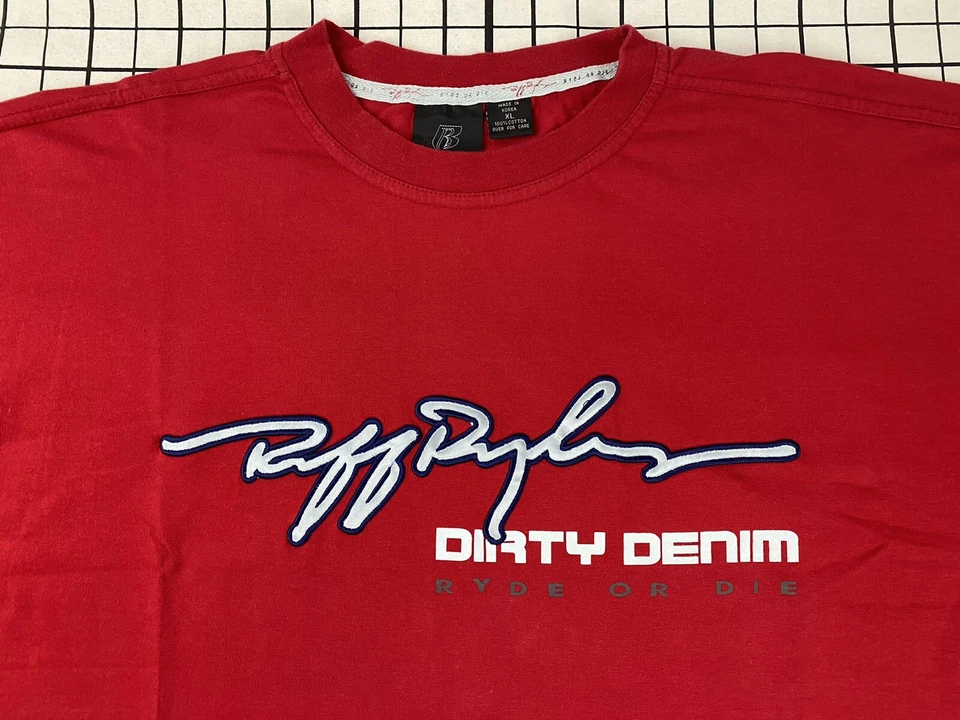 MADE IN
KOREA
XL
100%COTTON
OVER FOR CARE
Ruff Ryders
DIRTY DENIM
RYDE OR DIE